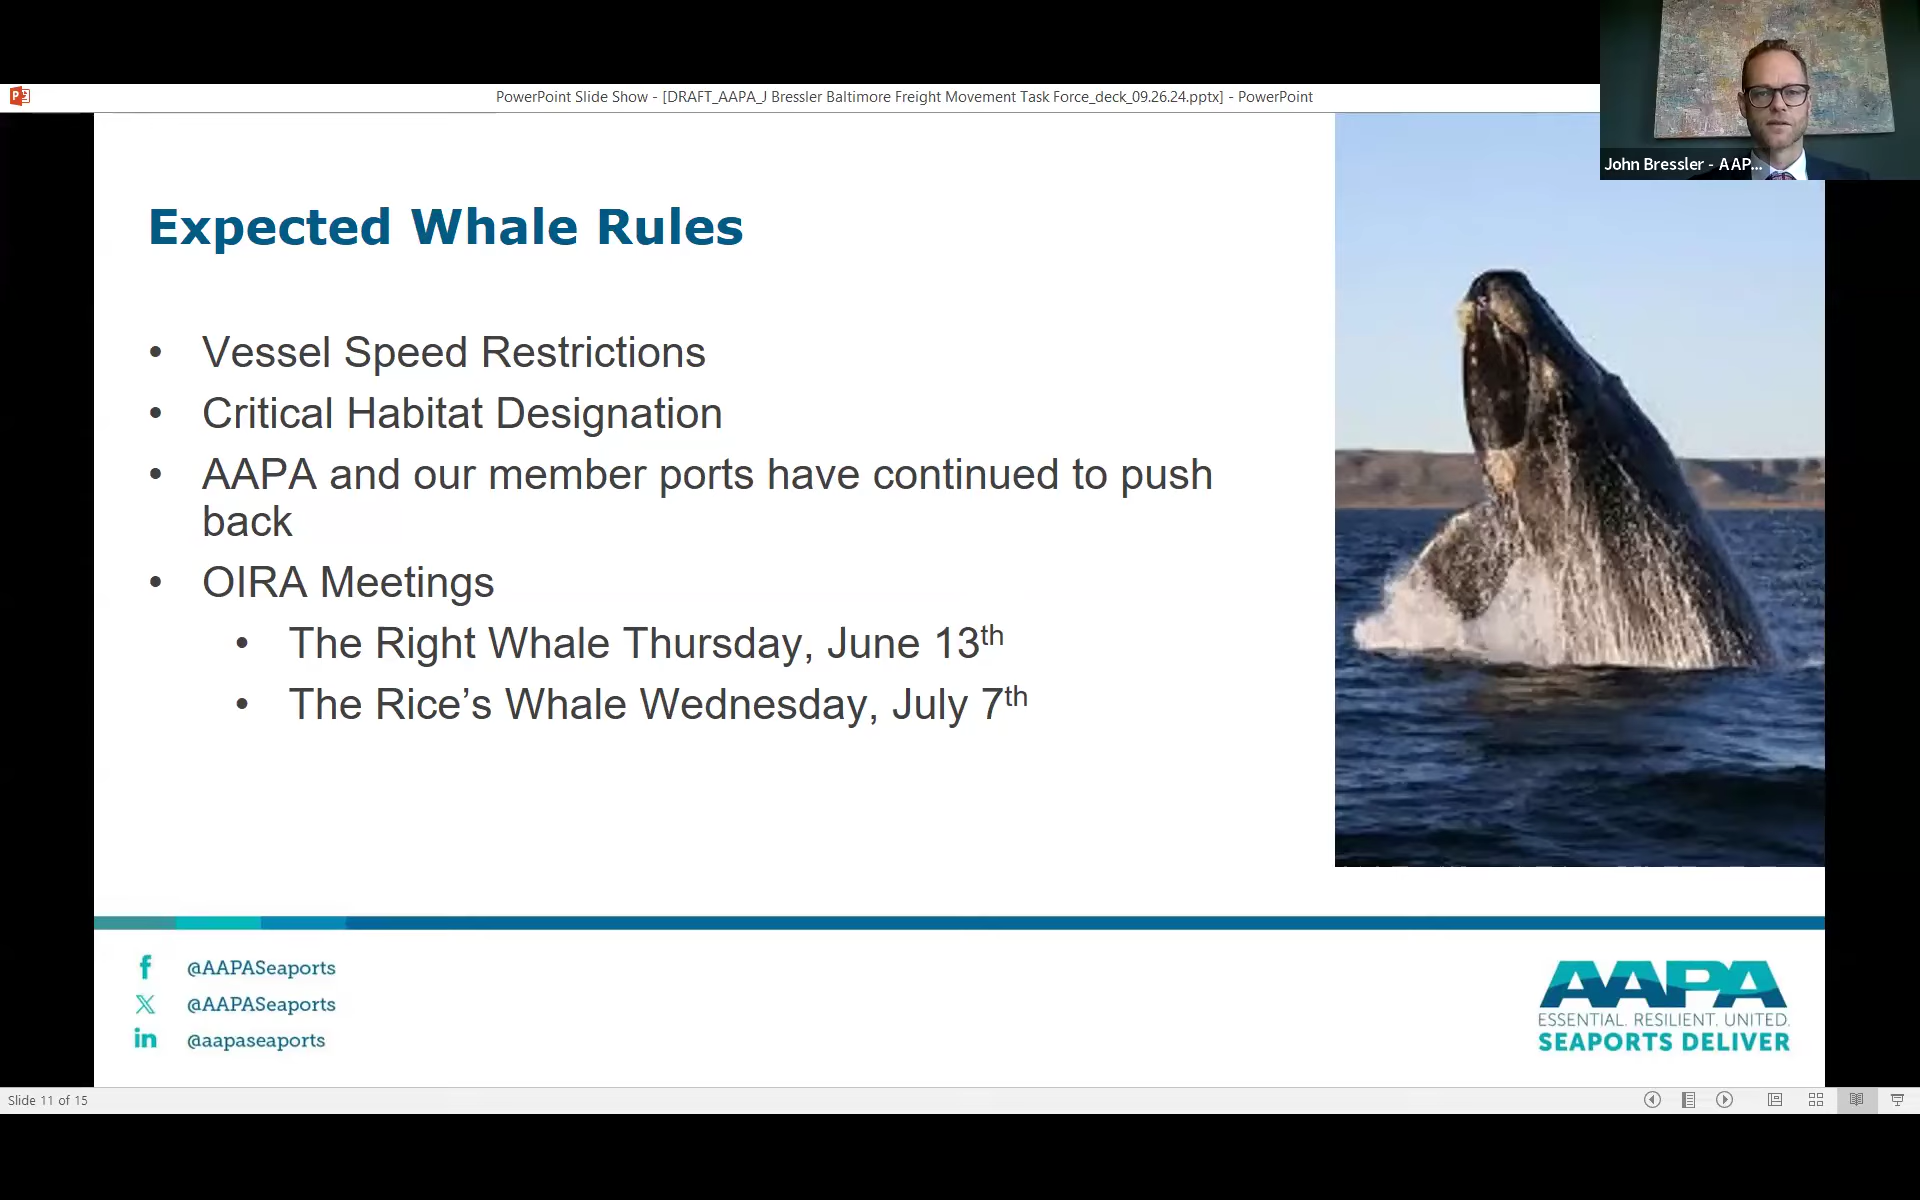 PowerPoint Slide Show - [DRAFT_AAPA_J Bressler Baltimore Freight Movement Task Force_deck_09.26.24.pptx] - PowerPoint
John Bressler - AAP...
Expected Whale Rules
• Vessel Speed Restrictions
• Critical Habitat Designation
• AAPA and our member ports have continued to push
back
• OIRA Meetings
• The Right Whale Thursday, June 13th
• The Rice’s Whale Wednesday, July 7th
@AAPASeaports
@AAPASeaports
@aapaseaports
AAPA
ESSENTIAL. RESILIENT. UNITED.
SEAPORTS DELIVER
Slide 11 of 15